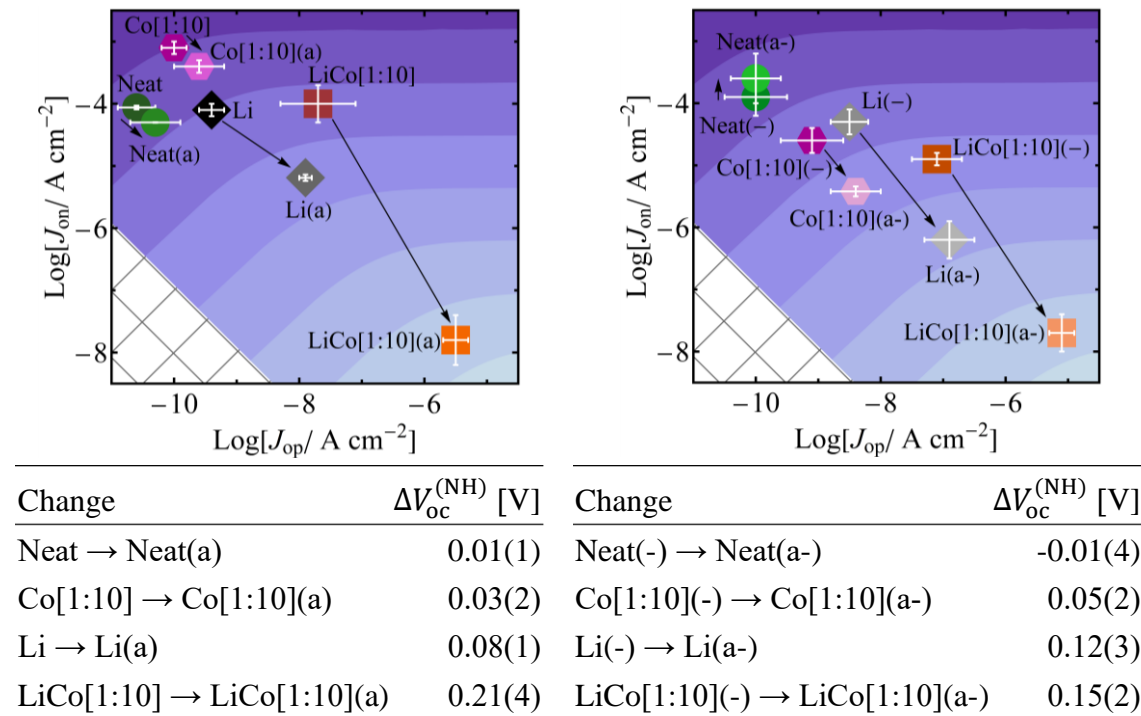 Co[1:10]
Co[1:10](a)
LiCo[1:10]
Neat
Li
Neat(a)
Li(a)
LiCo[1:10](a)
−4
−6
−8
Log[J_on/ A cm⁻²]
−10
−8
−6
Log[J_op/ A cm⁻²]
Neat(a-)
Li(−)
Neat(−)
LiCo[1:10](−)
Co[1:10](−)
Co[1:10](a-)
Li(a-)
LiCo[1:10](a-)
−4
−6
−8
Log[J_on/ A cm⁻²]
−10
−8
−6
Log[J_op/ A cm⁻²]
Change ΔV_oc^(NH) [V]
Neat → Neat(a) 0.01(1)
Co[1:10] → Co[1:10](a) 0.03(2)
Li → Li(a) 0.08(1)
LiCo[1:10] → LiCo[1:10](a) 0.21(4)
Change ΔV_oc^(NH) [V]
Neat(-) → Neat(a-) -0.01(4)
Co[1:10](-) → Co[1:10](a-) 0.05(2)
Li(-) → Li(a-) 0.12(3)
LiCo[1:10](-) → LiCo[1:10](a-) 0.15(2)